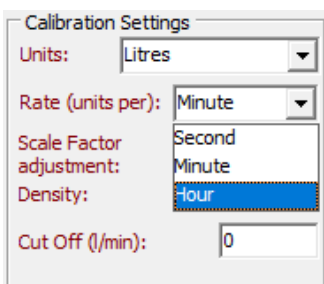 Calibration Settings
Units: Litres
Rate (units per): Minute
Scale Factor Second
adjustment: Minute
Density: Hour
Cut Off (l/min): 0